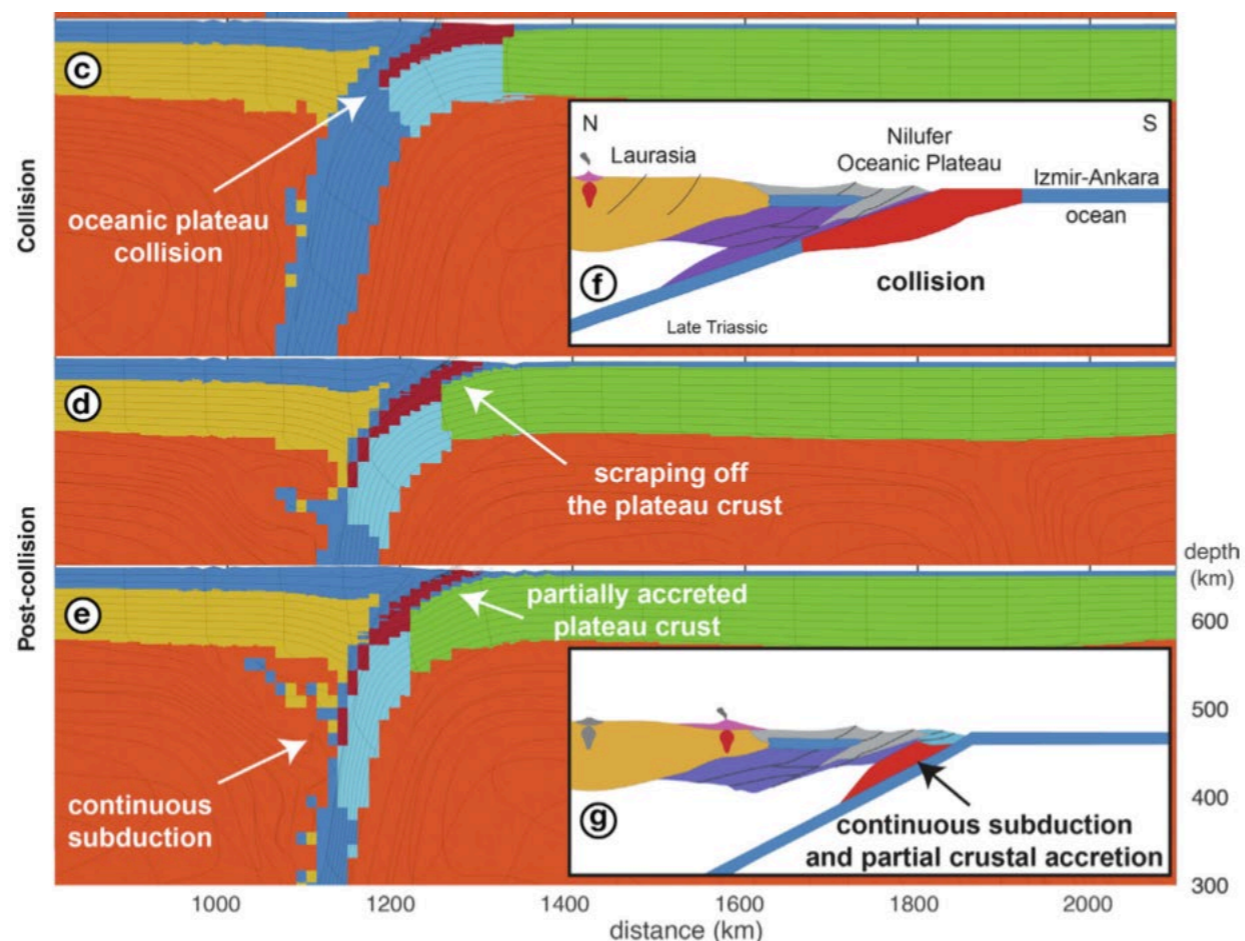 Collision
c
oceanic plateau
collision
N
S
Laurasia
Nilufer
Oceanic Plateau
Izmir-Ankara
ocean
f
collision
Late Triassic
Post-collision
d
scraping off
the plateau crust
depth
(km)
e
partially accreted
plateau crust
600
500
400
300
continuous
subduction
g
continuous subduction
and partial crustal accretion
1000
1200
1400
1600
1800
2000
distance (km)